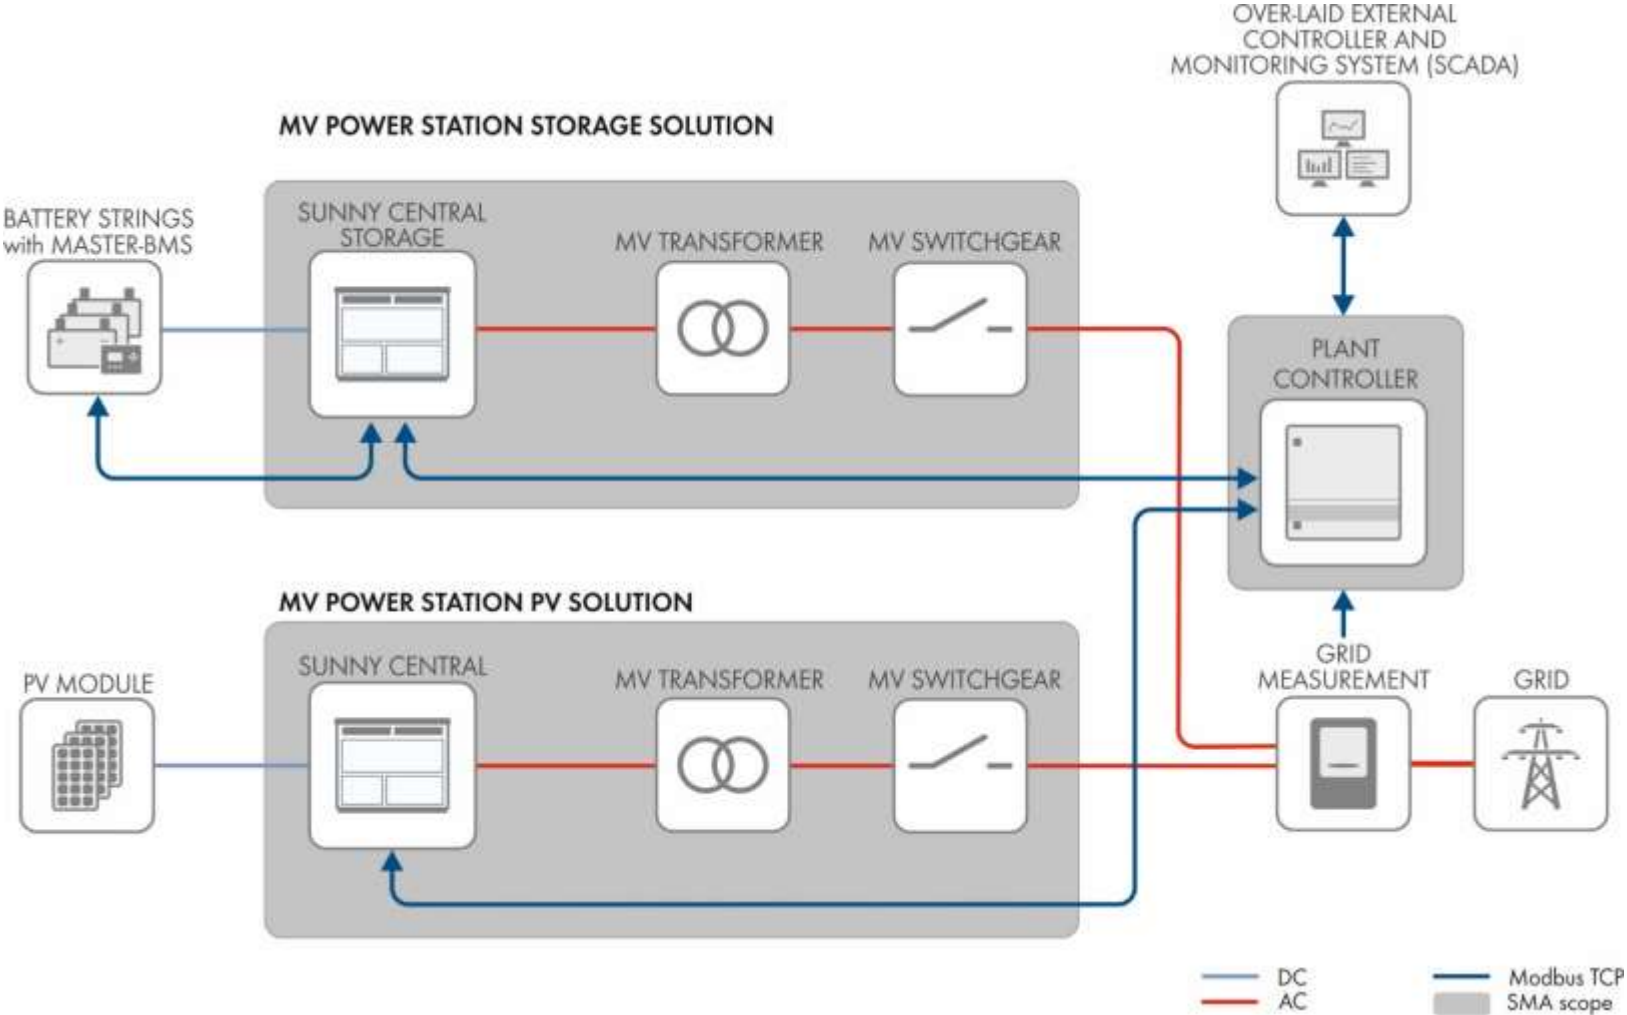 OVER-LAID EXTERNAL
CONTROLLER AND
MONITORING SYSTEM (SCADA)
MV POWER STATION STORAGE SOLUTION
BATTERY STRINGS
with MASTER-BMS
SUNNY CENTRAL
STORAGE
MV TRANSFORMER
MV SWITCHGEAR
PLANT
CONTROLLER
MV POWER STATION PV SOLUTION
PV MODULE
SUNNY CENTRAL
MV TRANSFORMER
MV SWITCHGEAR
GRID
MEASUREMENT
GRID
DC
AC
Modbus TCP
SMA scope